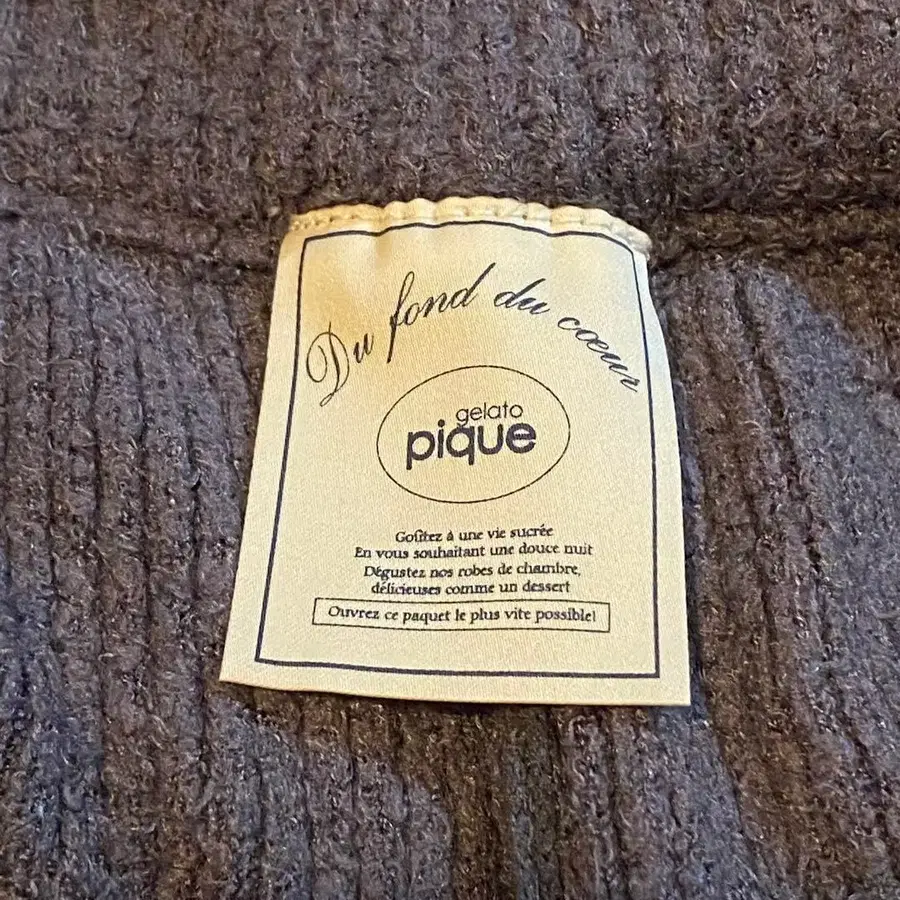 Du fond du cœur
gelato
pique
Goûtez à une vie sucrée
En vous souhaitant une douce nuit
Dégustez nos robes de chambre,
délicieuses comme un dessert
Ouvrez ce paquet le plus vite possible!